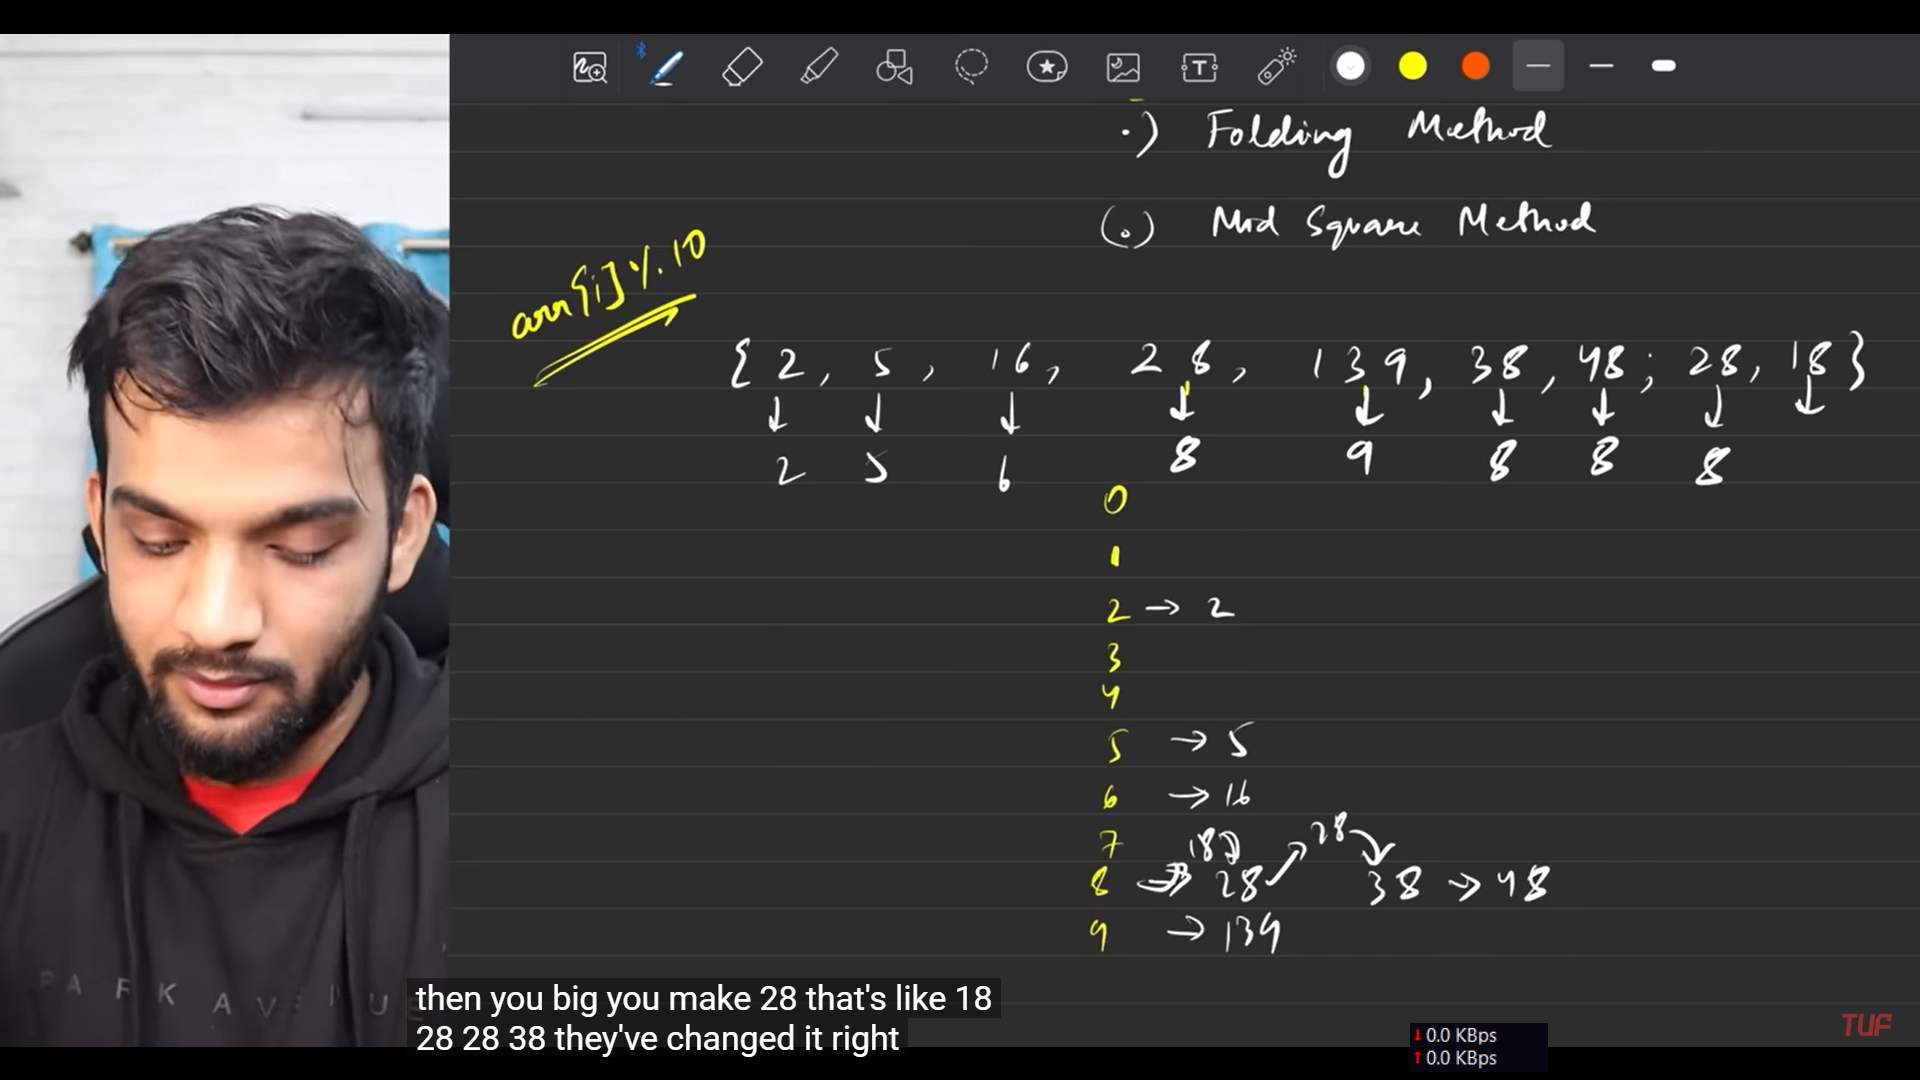 .) Folding Method
(.) Mid Square Method
arr[i] %. 10
{ 2, 5, 16, 28, 139, 38, 48; 28, 18 }
2 5 6 8 9 8 8 8
0
1
2 → 2
3
4
5 → 5
6 → 16
7
8 → 18 28 → 28 → 38 → 48
9 → 139
PARK AVENUE
then you big you make 28 that's like 18
28 28 38 they've changed it right
TUF
0.0 KBps
0.0 KBps